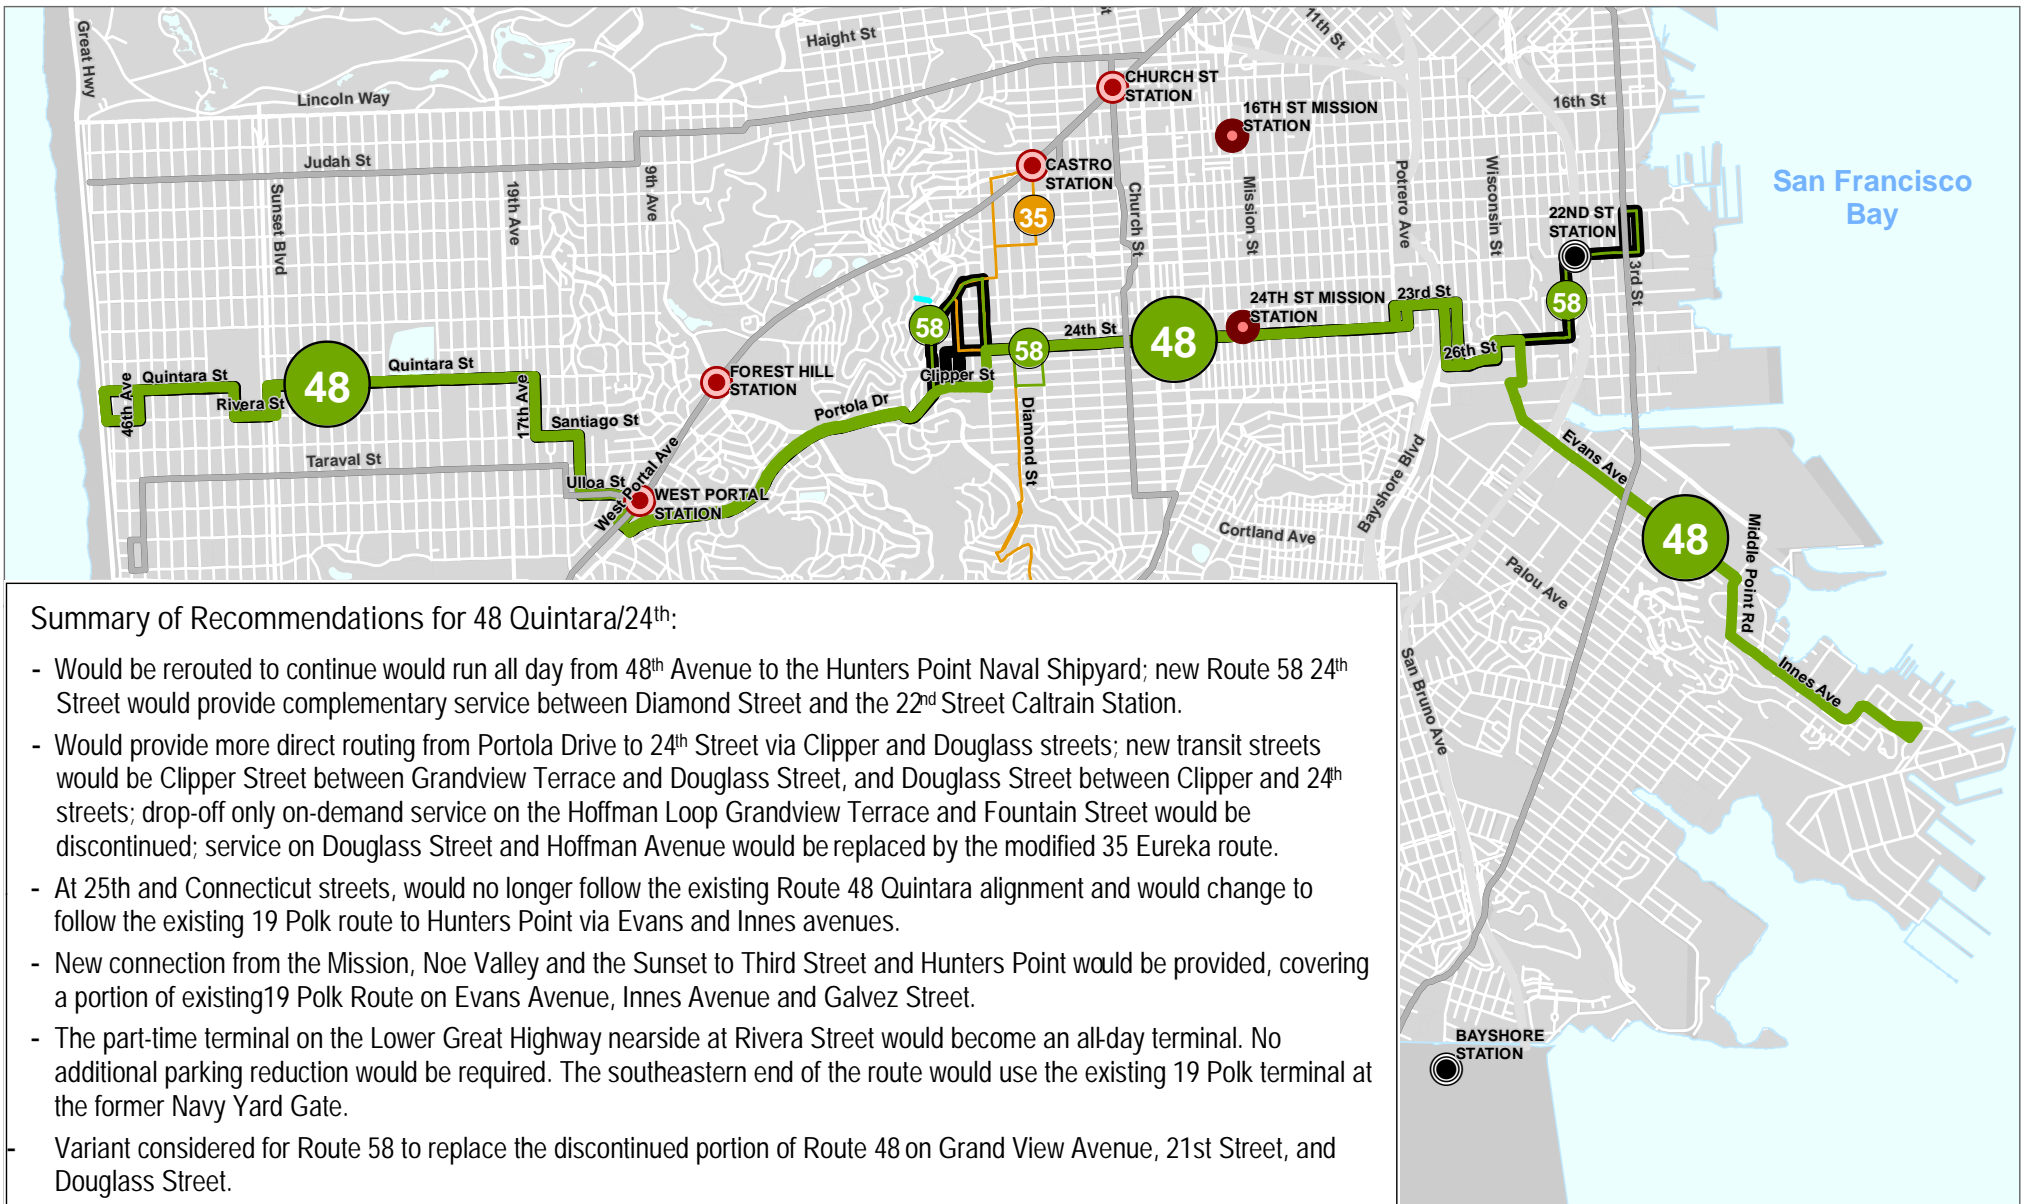 Great Hwy
Haight St
St
11th St
Lincoln Way
CHURCH ST
STATION
16TH ST MISSION
STATION
16th St
Judah St
Sunset Blvd
19th Ave
9th Ave
CASTRO
STATION
Church St
Mission St
Potrero Ave
Wisconsin St
San Francisco
Bay
35
22ND ST
STATION
3rd St
58
58
24TH ST MISSION
STATION
23rd St
24th St
48
58
26th St
Quintara St
48
Quintara St
46th Ave
Rivera St
17th Ave
Santiago St
FOREST HILL
STATION
Clipper St
Portola Dr
Diamond St
Taraval St
Ulloa St
West Portal Ave
WEST PORTAL
STATION
Cortland Ave
Bayshore Blvd
Evans Ave
48
Middle Point Rd
Palou Ave
San Bruno Ave
Innes Ave
BAYSHORE
STATION
Summary of Recommendations for 48 Quintara/24th:
- Would be rerouted to continue would run all day from 48th Avenue to the Hunters Point Naval Shipyard; new Route 58 24th
Street would provide complementary service between Diamond Street and the 22nd Street Caltrain Station.
- Would provide more direct routing from Portola Drive to 24th Street via Clipper and Douglass streets; new transit streets
would be Clipper Street between Grandview Terrace and Douglass Street, and Douglass Street between Clipper and 24th
streets; drop-off only on-demand service on the Hoffman Loop Grandview Terrace and Fountain Street would be
discontinued; service on Douglass Street and Hoffman Avenue would be replaced by the modified 35 Eureka route.
- At 25th and Connecticut streets, would no longer follow the existing Route 48 Quintara alignment and would change to
follow the existing 19 Polk route to Hunters Point via Evans and Innes avenues.
- New connection from the Mission, Noe Valley and the Sunset to Third Street and Hunters Point would be provided, covering
a portion of existing19 Polk Route on Evans Avenue, Innes Avenue and Galvez Street.
- The part-time terminal on the Lower Great Highway nearside at Rivera Street would become an all-day terminal. No
additional parking reduction would be required. The southeastern end of the route would use the existing 19 Polk terminal at
the former Navy Yard Gate.
- Variant considered for Route 58 to replace the discontinued portion of Route 48 on Grand View Avenue, 21st Street, and
Douglass Street.